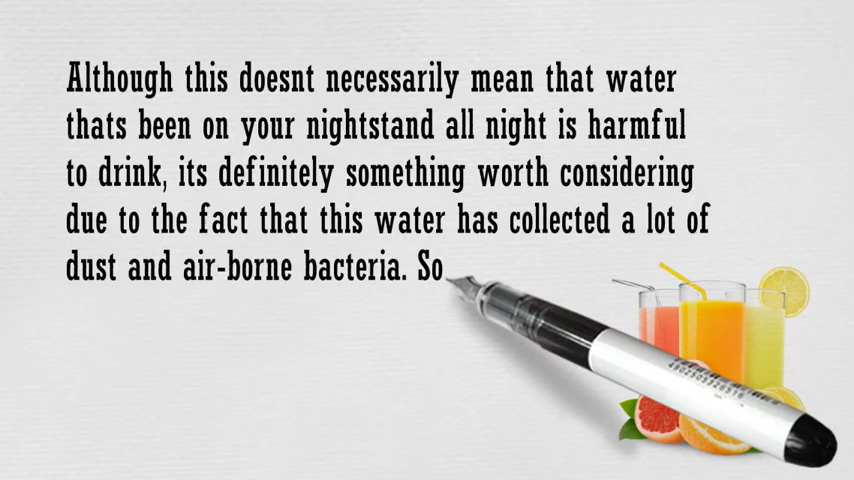 Although this doesnt necessarily mean that water
thats been on your nightstand all night is harmful
to drink, its definitely something worth considering
due to the fact that this water has collected a lot of
dust and air-borne bacteria. So